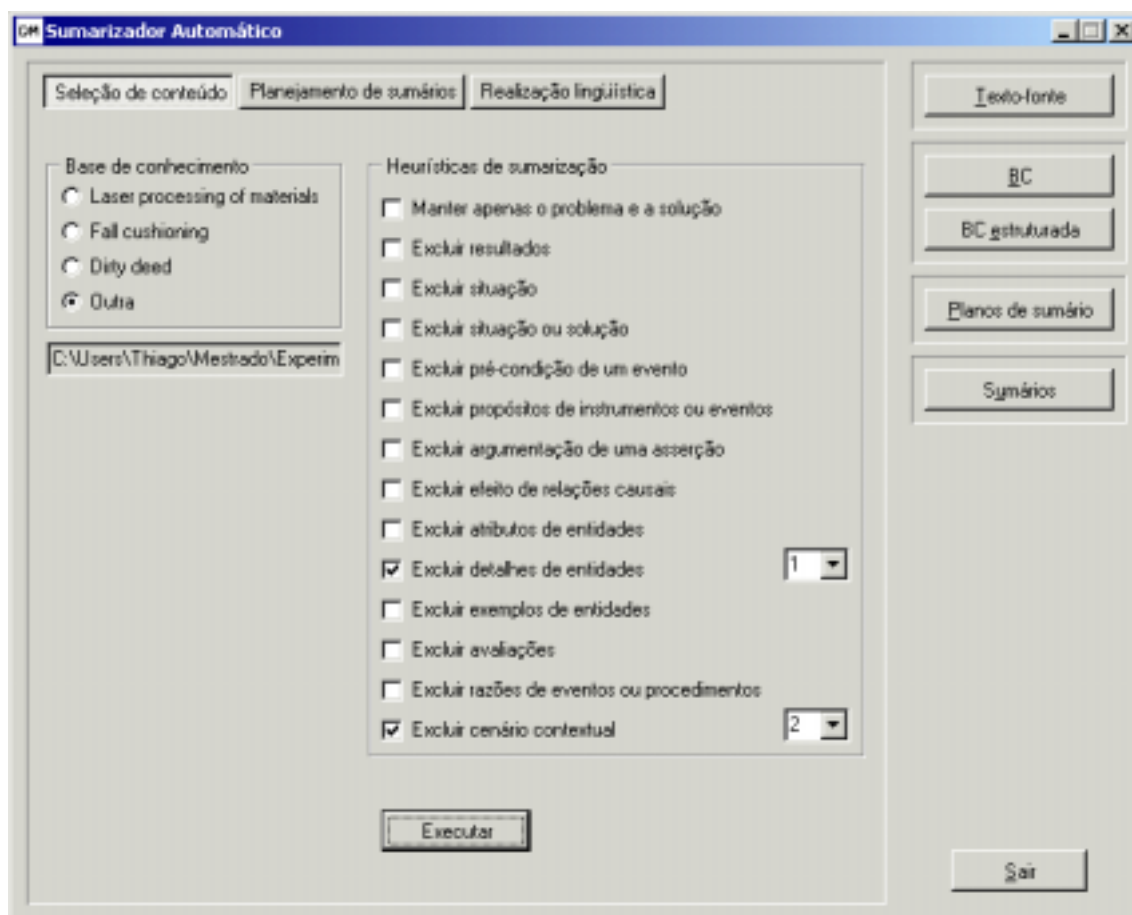 DM Sumarizador Automático
Seleção de conteúdo Planejamento de sumários Realização lingüística
Base de conhecimento
Laser processing of materials
Fall cushioning
Dirty deed
Outra
C:\Users\Thiago\Mestrado\Experim
Heurísticas de sumarização
Manter apenas o problema e a solução
Excluir resultados
Excluir situação
Excluir situação ou solução
Excluir pré-condição de um evento
Excluir propósitos de instrumentos ou eventos
Excluir argumentação de uma asserção
Excluir efeito de relações causais
Excluir atributos de entidades
Excluir detalhes de entidades 1
Excluir exemplos de entidades
Excluir avaliações
Excluir razões de eventos ou procedimentos
Excluir cenário contextual 2
Executar
Texto-fonte
BC
BC estruturada
Planos de sumário
Sumários
Sair